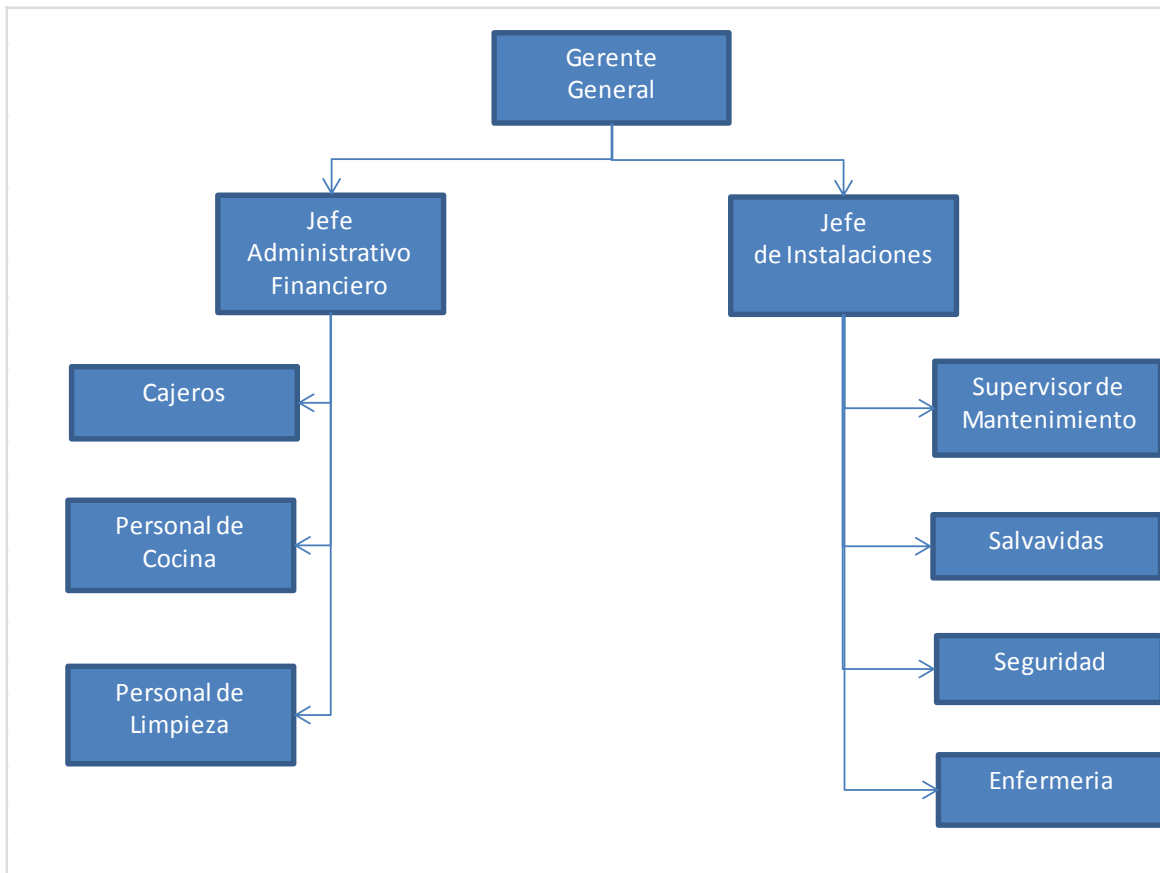 Gerente
General
Jefe
Administrativo
Financiero
Jefe
de Instalaciones
Cajeros
Personal de
Cocina
Personal de
Limpieza
Supervisor de
Mantenimiento
Salvavidas
Seguridad
Enfermeria